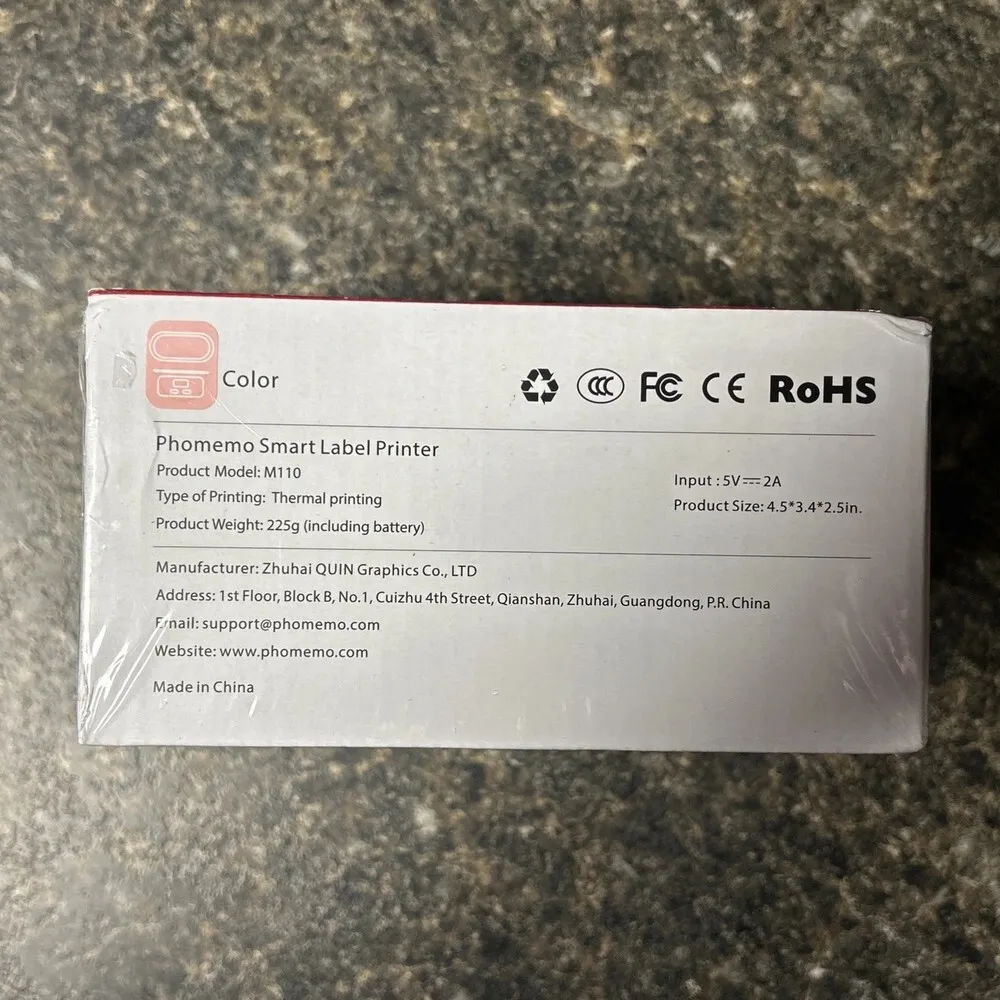 Color
CCC FC CE RoHS
Phomemo Smart Label Printer
Product Model: M110
Type of Printing: Thermal printing
Product Weight: 225g (including battery)
Input : 5V⎓2A
Product Size: 4.5*3.4*2.5in.
Manufacturer: Zhuhai QUIN Graphics Co., LTD
Address: 1st Floor, Block B, No.1, Cuizhu 4th Street, Qianshan, Zhuhai, Guangdong, P.R. China
Email: support@phomemo.com
Website: www.phomemo.com
Made in China